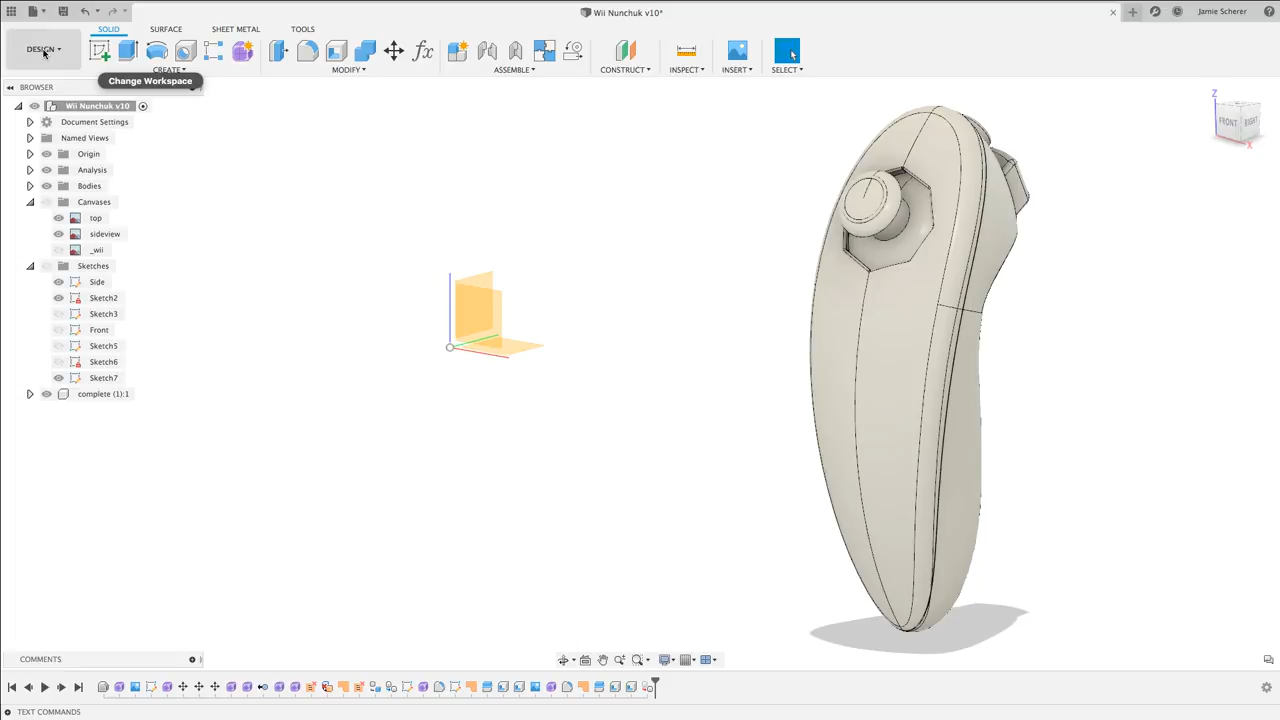 Wii Nunchuk v10*
Jamie Scherer
SOLID
SURFACE
SHEET METAL
TOOLS
DESIGN
CREATE
MODIFY
fx
ASSEMBLE
CONSTRUCT
INSPECT
INSERT
SELECT
Change Workspace
BROWSER
Wii Nunchuk v10
Document Settings
Named Views
Origin
Analysis
Bodies
Canvases
top
sideview
_wii
Sketches
Side
Sketch2
Sketch3
Front
Sketch5
Sketch6
Sketch7
complete (1):1
Z
FRONT
RIGHT
X
COMMENTS
TEXT COMMANDS